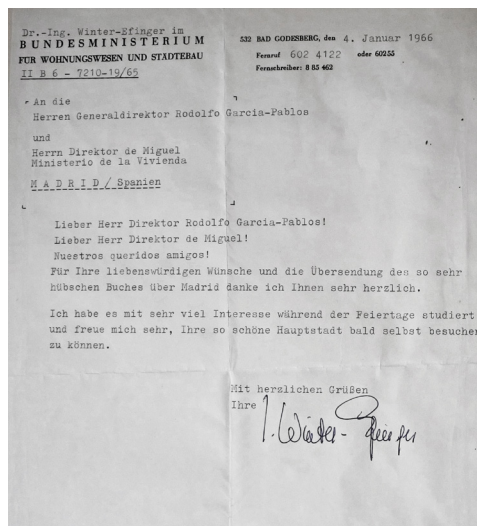 Dr.-Ing. Winter-Efinger im
BUNDESMINISTERIUM
FÜR WOHNUNGSWESEN UND STÄDTEBAU
II B 6 - 7210-19/65
532 BAD GODESBERG, den 4. Januar 1966
Fernruf 602 4122 oder 60255
Fernschreiber: 8 85 462
An die
Herren Generaldirektor Rodolfo Garcia-Pablos
und
Herrn Direktor de Miguel
Ministerio de la Vivienda
MADRID/Spanien
Lieber Herr Direktor Rodolfo Garcia-Pablos!
Lieber Herr Direktor de Miguel!
Nuestros queridos amigos!
Für Ihre liebenswürdigen Wünsche und die Übersendung des so sehr
hübschen Buches über Madrid danke ich Ihnen sehr herzlich.
Ich habe es mit sehr viel Interesse während der Feiertage studiert
und freue mich sehr, Ihre so schöne Hauptstadt bald selbst besuchen
zu können.
Mit herzlichen Grüßen
Ihre
I. Winter-Efinger